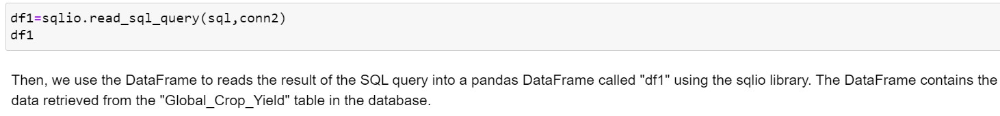 df1=sqlio.read_sql_query(sql,conn2)
df1
Then, we use the DataFrame to reads the result of the SQL query into a pandas DataFrame called "df1" using the sqlio library. The DataFrame contains the
data retrieved from the "Global_Crop_Yield" table in the database.